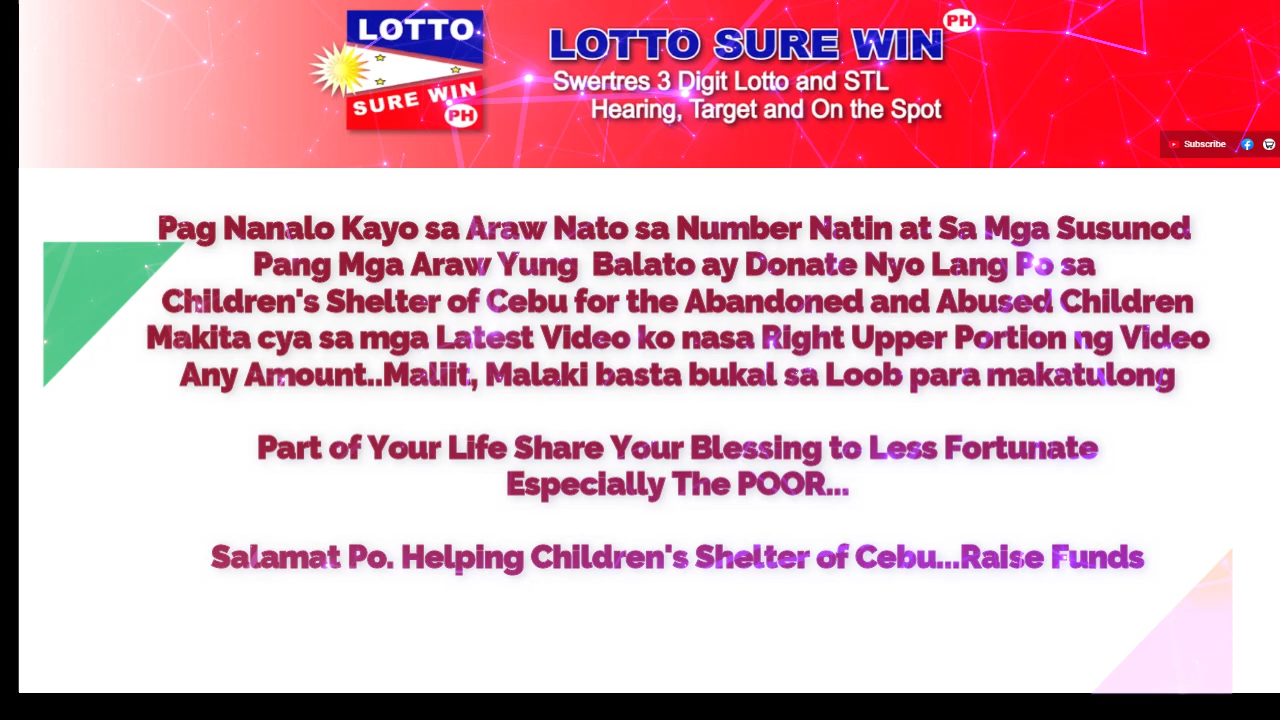 LOTTO
SURE WIN
PH
LOTTO SURE WIN PH
Swertres 3 Digit Lotto and STL
Hearing, Target and On the Spot
Subscribe
Pag Nanalo Kayo sa Araw Nato sa Number Natin at Sa Mga Susunod
Pang Mga Araw Yung Balato ay Donate Nyo Lang Po sa
Children's Shelter of Cebu for the Abandoned and Abused Children
Makita cya sa mga Latest Video ko nasa Right Upper Portion ng Video
Any Amount..Maliit, Malaki basta bukal sa Loob para makatulong
Part of Your Life Share Your Blessing to Less Fortunate
Especially The POOR...
Salamat Po. Helping Children's Shelter of Cebu...Raise Funds